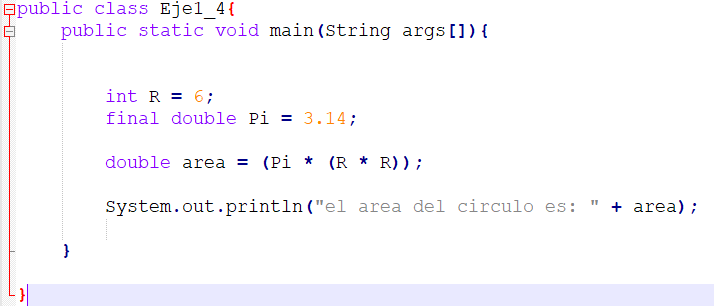 public class Eje1_4{
public static void main(String args[]){
int R = 6;
final double Pi = 3.14;
double area = (Pi * (R * R));
System.out.println("el area del circulo es: " + area);
}
}